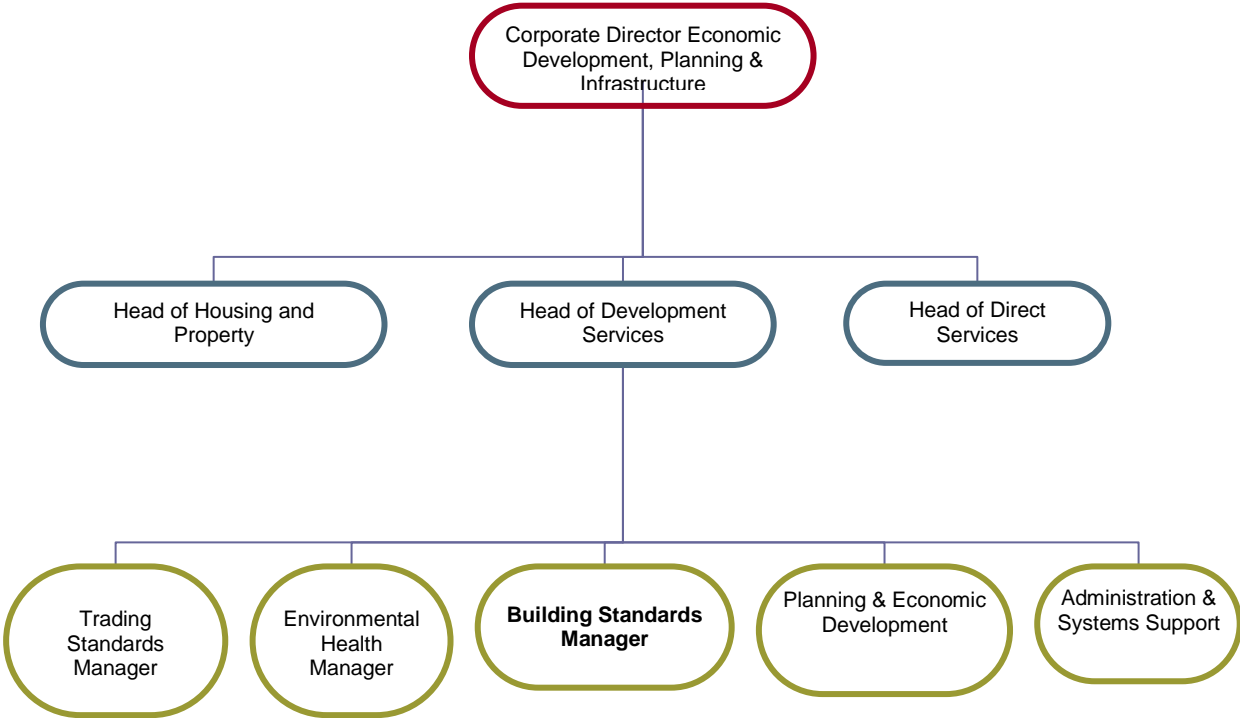 Corporate Director Economic
Development, Planning &
Infrastructure
Head of Housing and
Property
Head of Development
Services
Head of Direct
Services
Trading
Standards
Manager
Environmental
Health
Manager
Building Standards
Manager
Planning & Economic
Development
Administration &
Systems Support